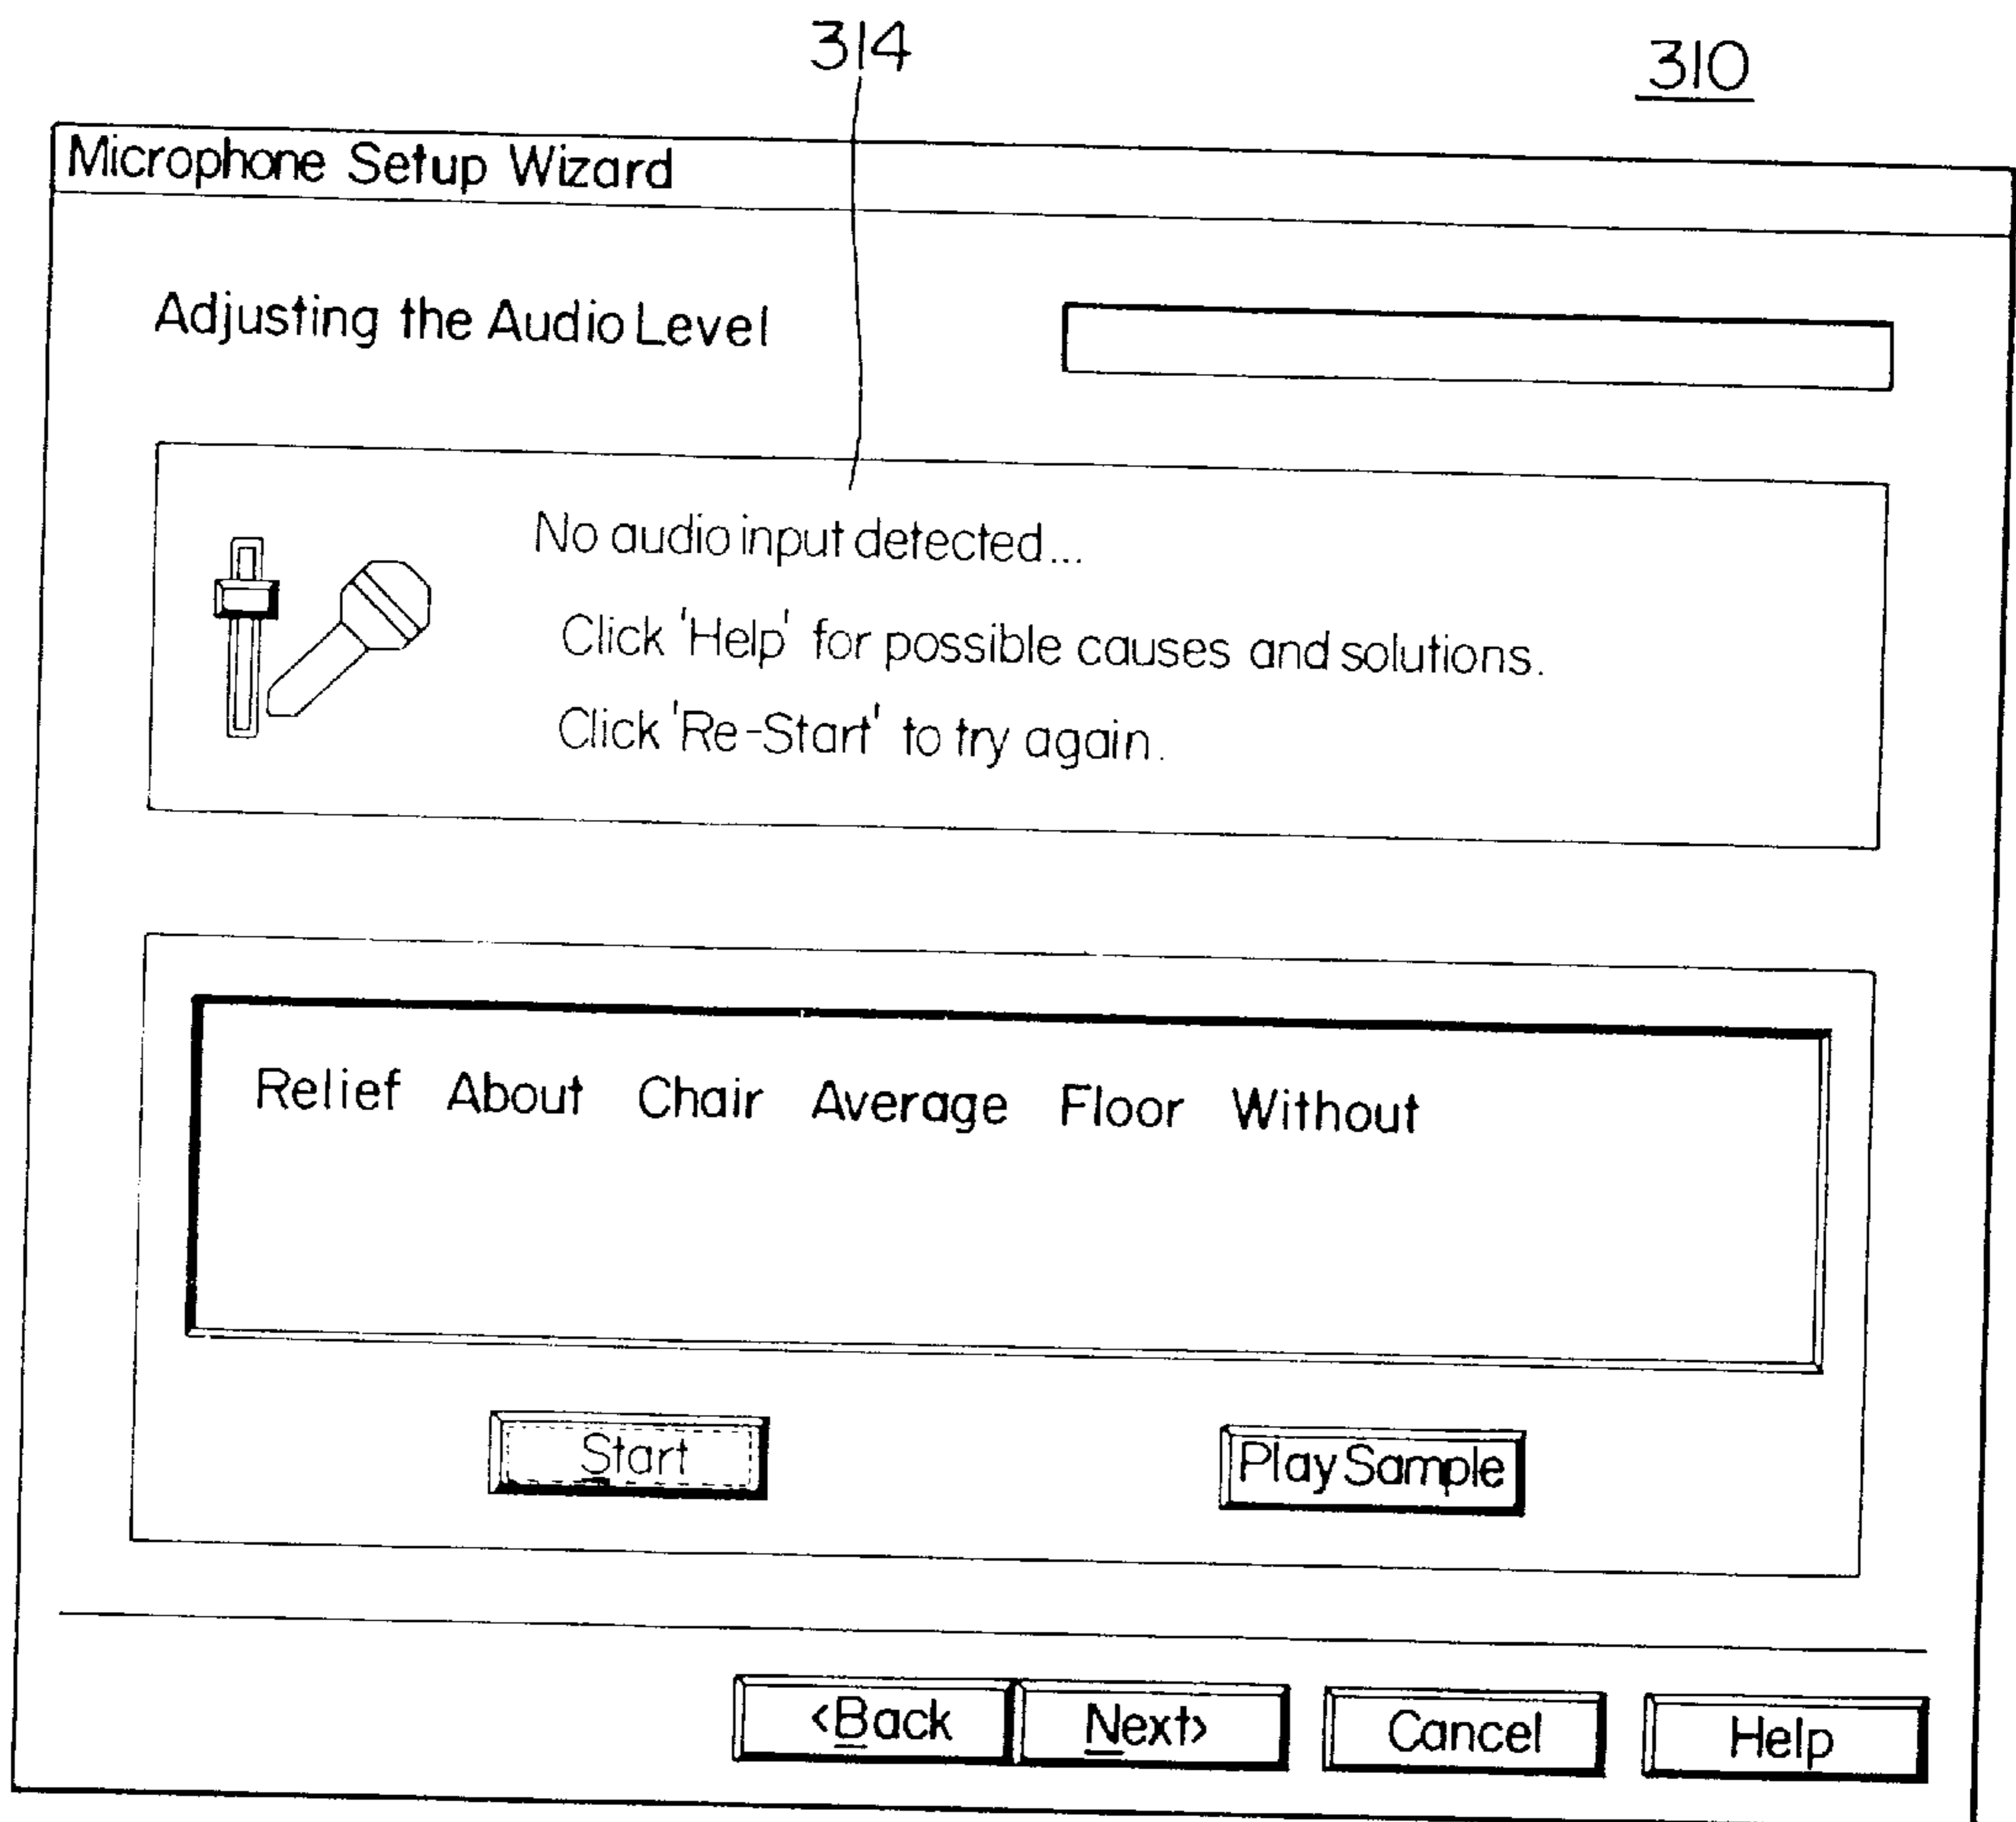 314
310
Microphone Setup Wizard
Adjusting the Audio Level
No audio input detected...
Click 'Help' for possible causes and solutions.
Click 'Re-Start' to try again.
Relief About Chair Average Floor Without
Start
Play Sample
<Back
Next>
Cancel
Help